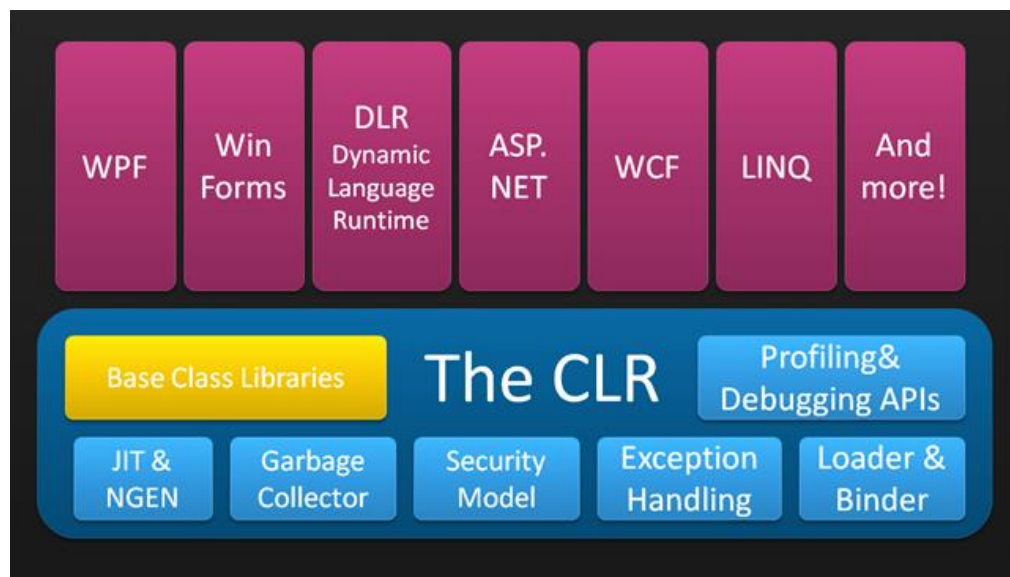 WPF
Win
Forms
DLR
Dynamic
Language
Runtime
ASP.
NET
WCF
LINQ
And
more!
Base Class Libraries
The CLR
Profiling&
Debugging APIs
JIT &
NGEN
Garbage
Collector
Security
Model
Exception
Handling
Loader &
Binder